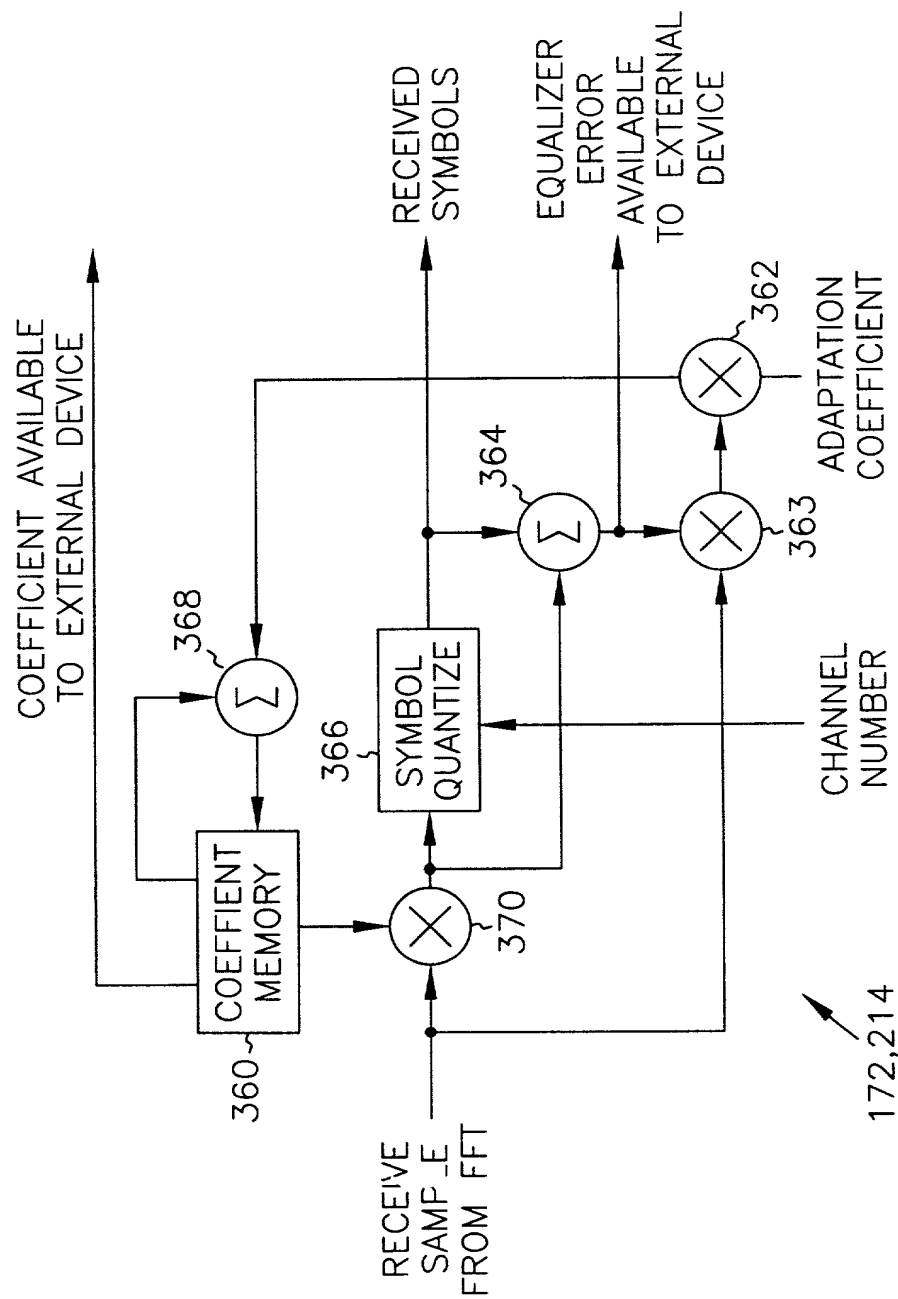 COEFFICIENT AVAILABLE
TO EXTERNAL DEVICE
368
COEFFIENT
MEMORY
360
RECEIVED
SYMBOLS
366
SYMBOL
QUANTIZE
364
EQUALIZER
ERROR
AVAILABLE
TO EXTERNAL
DEVICE
370
RECEIVE
SAMPLE
FROM FFT
362
363
ADAPTATION
COEFFICIENT
CHANNEL
NUMBER
172,214